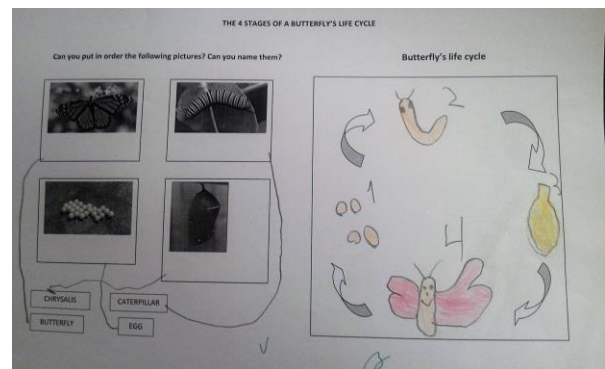 THE 4 STAGES OF A BUTTERFLY'S LIFE CYCLE
Can you put in order the following pictures? Can you name them?
CHRYSALIS
CATERPILLAR
BUTTERFLY
EGG
Butterfly's life cycle
2
1
3
4